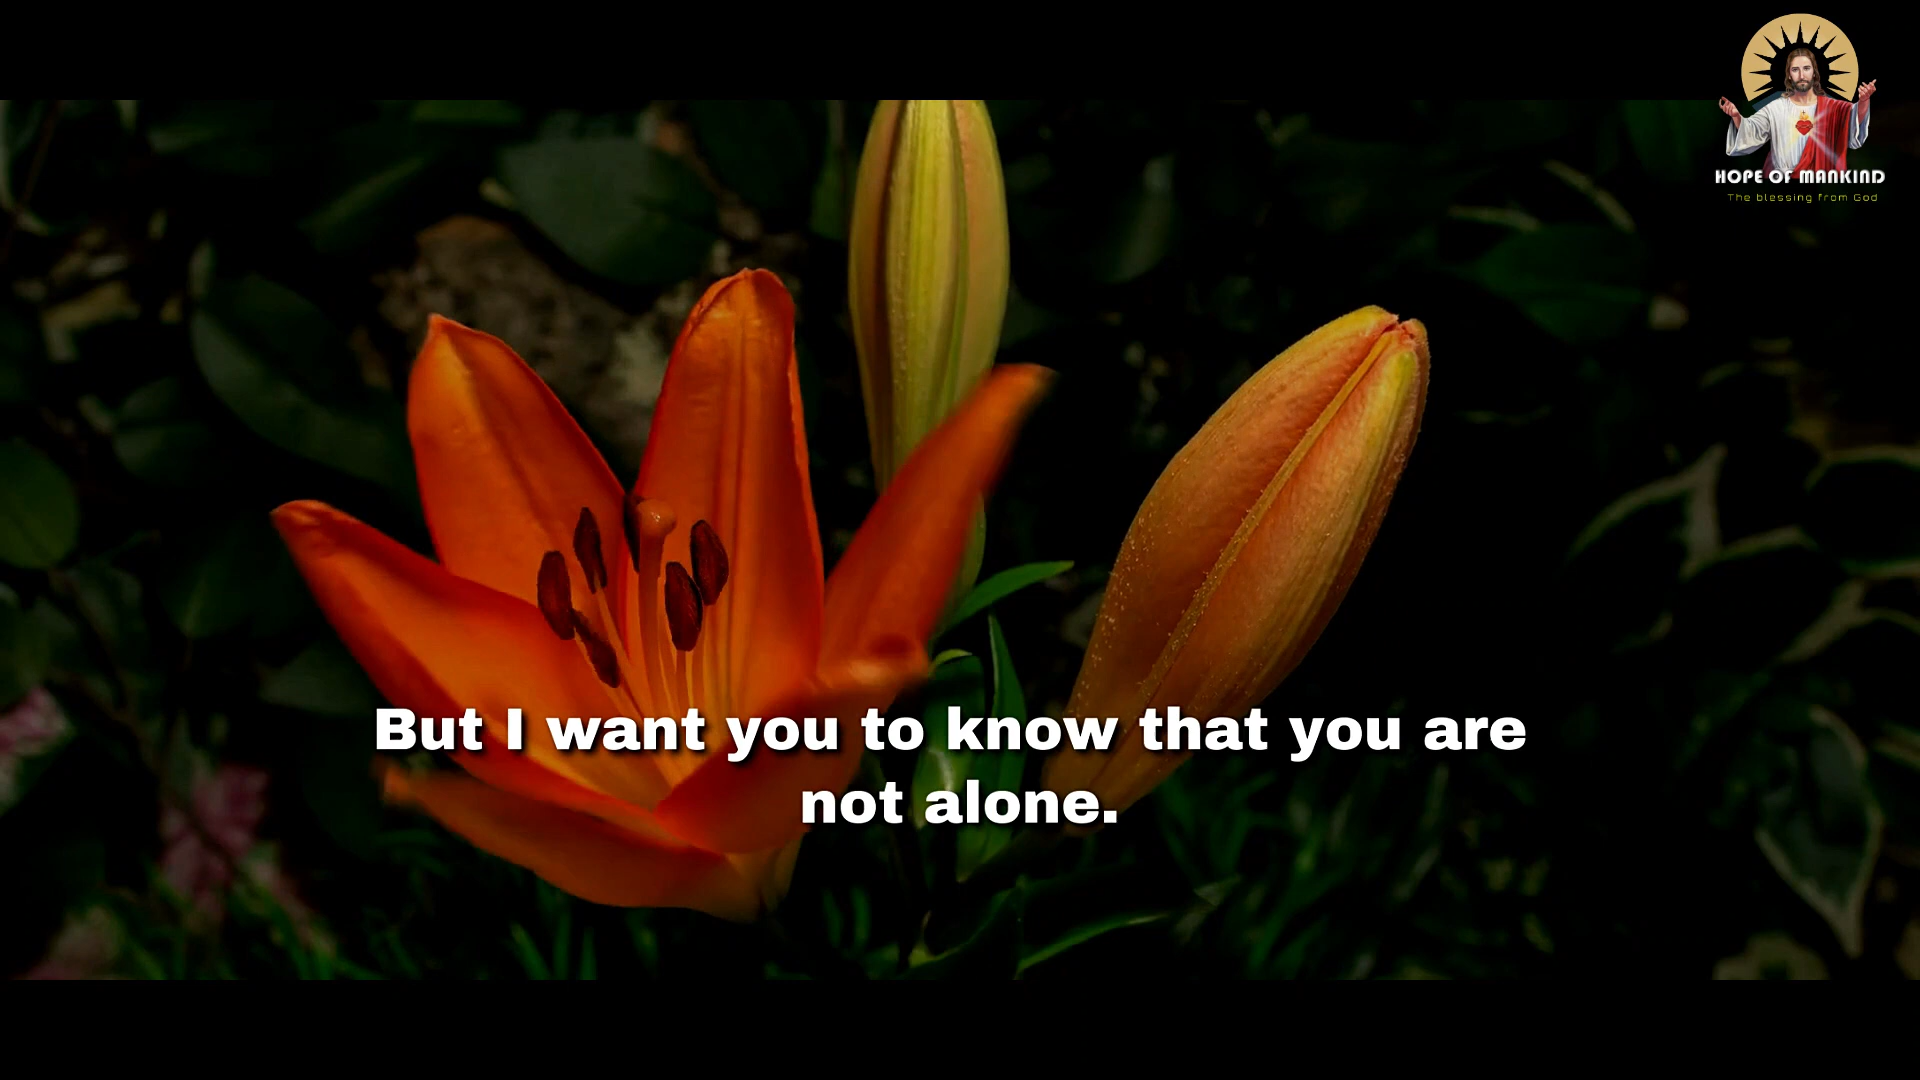 HOPE OF MANKIND
The blessing from God
But I want you to know that you are
not alone.